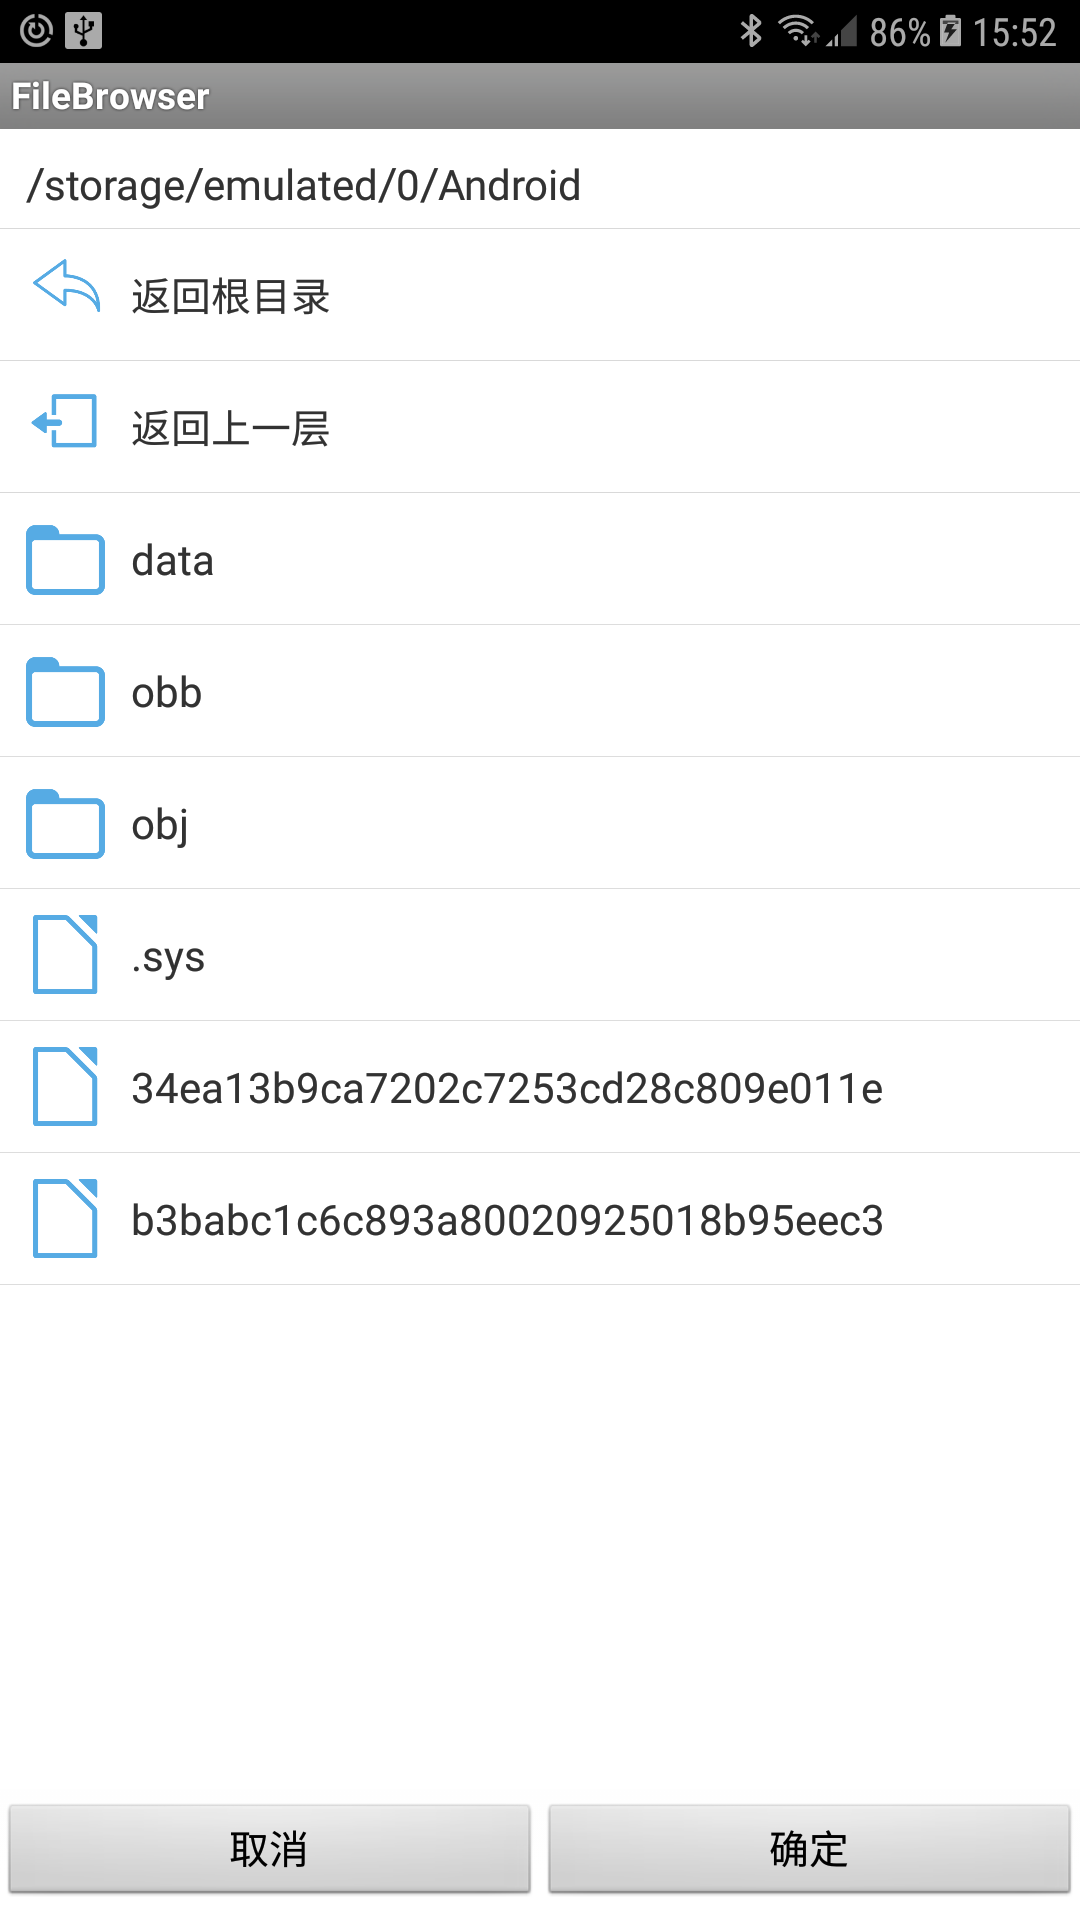 86% 15:52
FileBrowser
/storage/emulated/0/Android
返回根目录
返回上一层
data
obb
obj
.sys
34ea13b9ca7202c7253cd28c809e011e
b3babc1c6c893a80020925018b95eec3
取消 确定